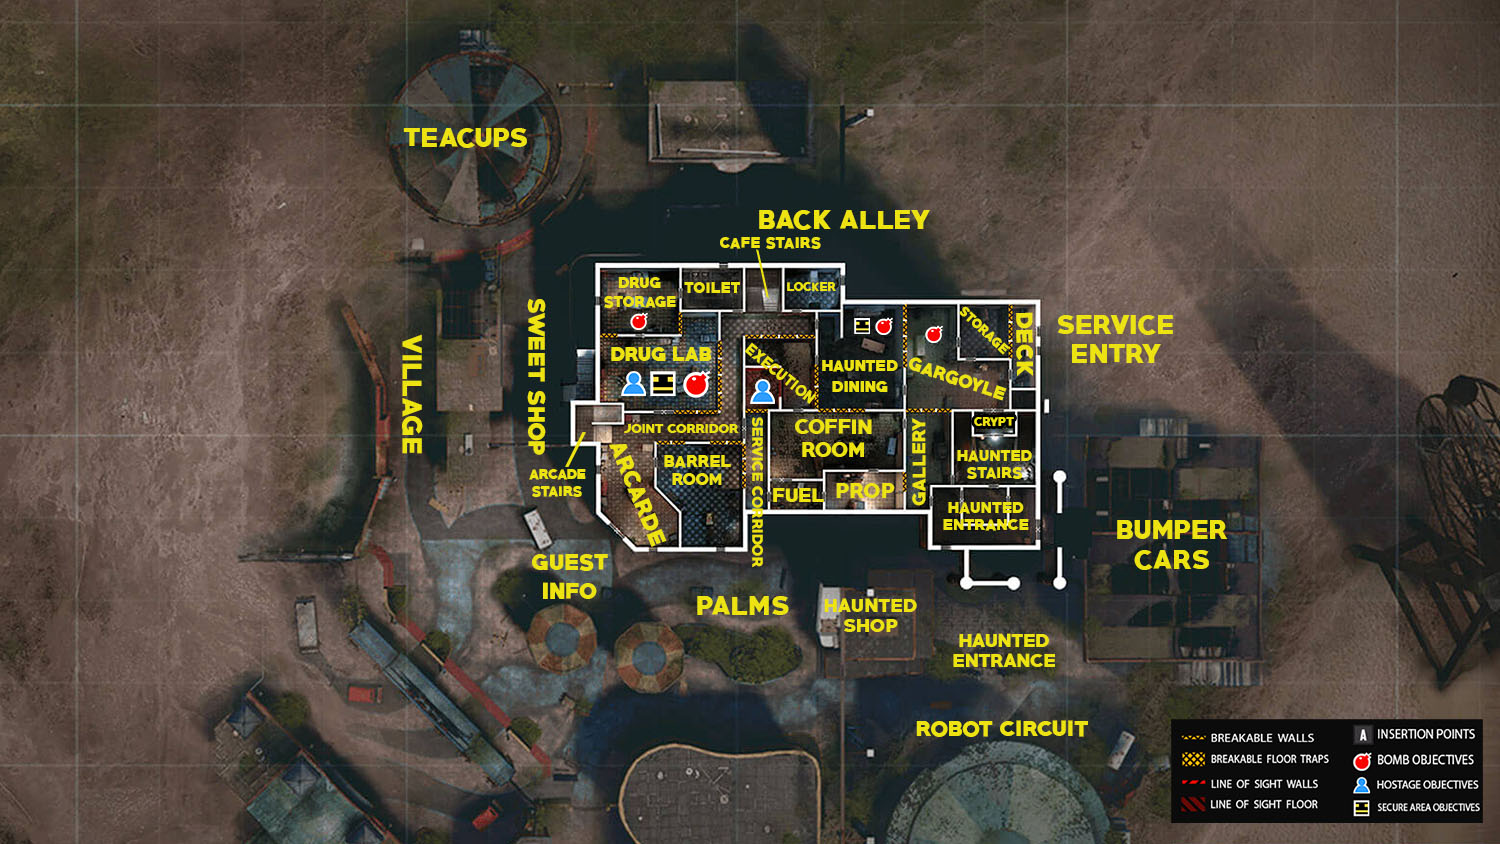 TEACUPS
BACK ALLEY
CAFE STAIRS
DRUG
STORAGE
TOILET
LOCKER
SERVICE
ENTRY
DECK
STORAGE
GARGOYLE
HAUNTED
DINING
EXECUTION
DRUG LAB
SWEET SHOP
VILLAGE
JOINT CORRIDOR
ARCADE
STAIRS
ARCARDE
BARREL
ROOM
SERVICE CORRIDOR
COFFIN
ROOM
FUEL
PROP
GALLERY
CRYPT
HAUNTED
STAIRS
HAUNTED
ENTRANCE
BUMPER
CARS
GUEST
INFO
PALMS
HAUNTED
SHOP
HAUNTED
ENTRANCE
ROBOT CIRCUIT
BREAKABLE WALLS
BREAKABLE FLOOR TRAPS
LINE OF SIGHT WALLS
LINE OF SIGHT FLOOR
A INSERTION POINTS
BOMB OBJECTIVES
HOSTAGE OBJECTIVES
SECURE AREA OBJECTIVES